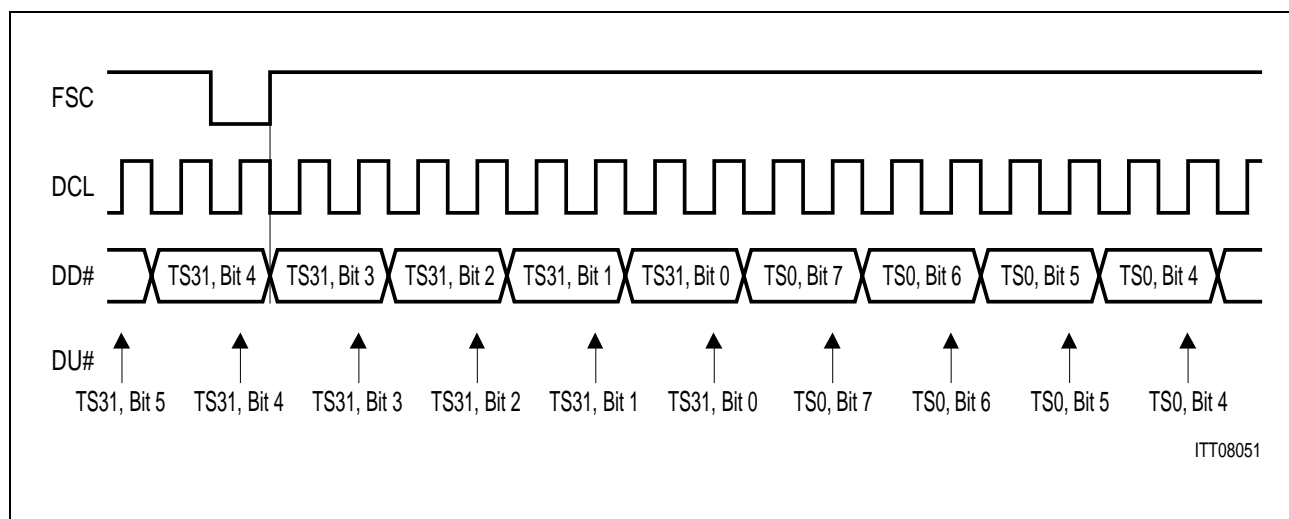 FSC
DCL
DD# TS31, Bit 4 TS31, Bit 3 TS31, Bit 2 TS31, Bit 1 TS31, Bit 0 TS0, Bit 7 TS0, Bit 6 TS0, Bit 5 TS0, Bit 4
DU#
TS31, Bit 5 TS31, Bit 4 TS31, Bit 3 TS31, Bit 2 TS31, Bit 1 TS31, Bit 0 TS0, Bit 7 TS0, Bit 6 TS0, Bit 5 TS0, Bit 4
ITT08051